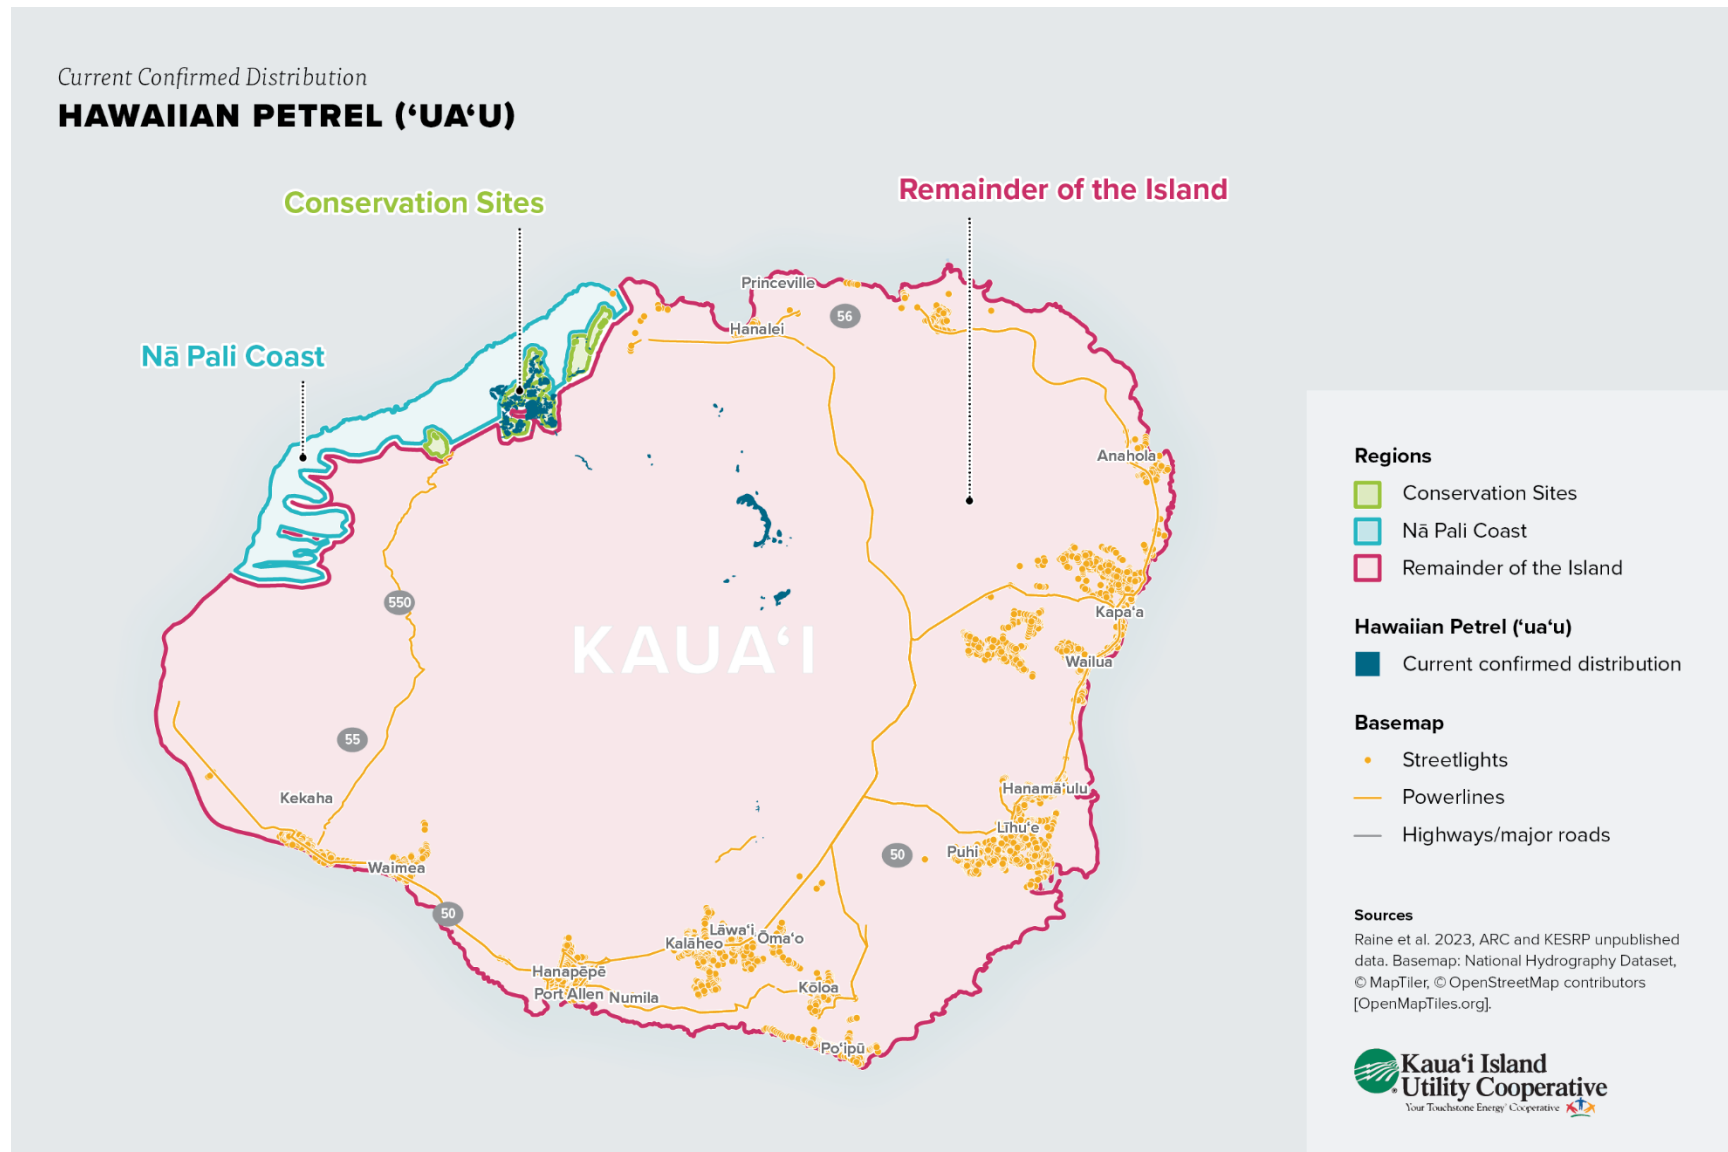 Current Confirmed Distribution
HAWAIIAN PETREL (ʻUAʻU)
Conservation Sites
Remainder of the Island
Nā Pali Coast
Princeville
Hanalei
56
Anahola
550
KAUAʻI
Kapaʻa
Wailua
55
Kekaha
Hanamāʻulu
Līhuʻe
Puhi
50
Waimea
50
Lāwaʻi
Kalāheo
Ōmaʻo
Hanapēpē
Port Allen
Numila
Kōloa
Poʻipū
Regions
Conservation Sites
Nā Pali Coast
Remainder of the Island
Hawaiian Petrel (ʻuaʻu)
Current confirmed distribution
Basemap
Streetlights
Powerlines
Highways/major roads
Sources
Raine et al. 2023, ARC and KESRP unpublished
data. Basemap: National Hydrography Dataset,
© MapTiler, © OpenStreetMap contributors
[OpenMapTiles.org].
Kauaʻi Island
Utility Cooperative
Your Touchstone Energy® Cooperative